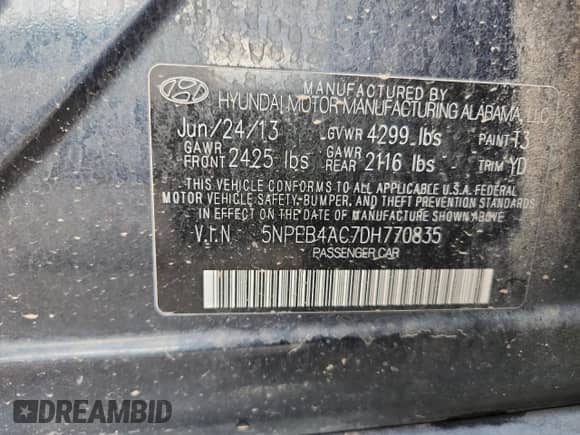 MANUFACTURED BY
HYUNDAI MOTOR MANUFACTURING ALABAMA, LLC
Jun/24/13 GVWR 4299 lbs PAINT
GAWR FRONT 2425 lbs GAWR REAR 2116 lbs TRIM YD
THIS VEHICLE CONFORMS TO ALL APPLICABLE U.S.A. FEDERAL
MOTOR VEHICLE SAFETY, BUMPER, AND THEFT PREVENTION STANDARDS
IN EFFECT ON THE DATE OF MANUFACTURE SHOWN ABOVE.
V.I.N 5NPEB4AC7DH770835
PASSENGER CAR
DREAMBID